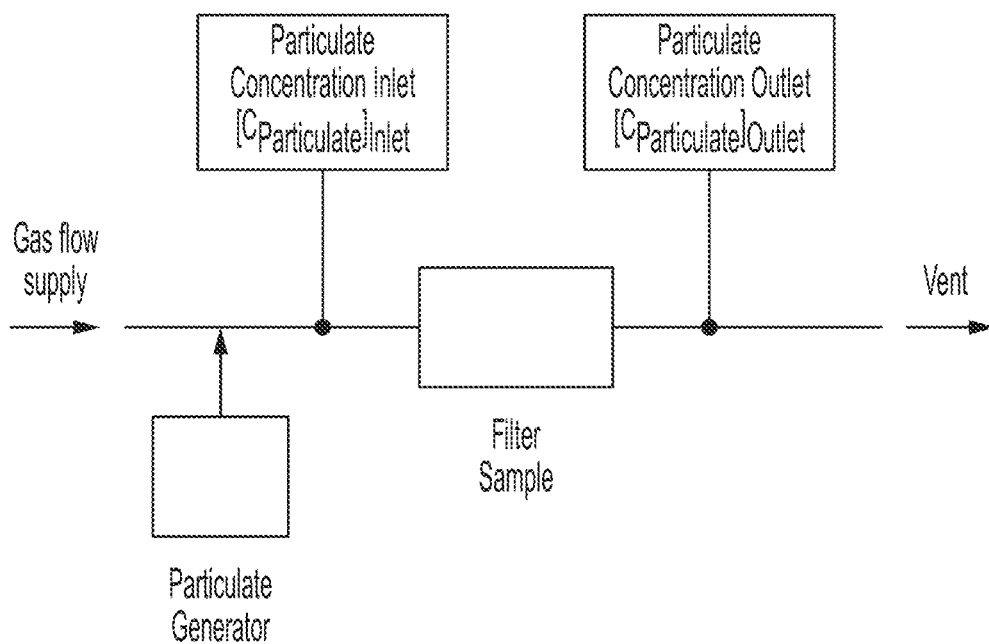 Particulate
Concentration Inlet
[CParticulate]Inlet
Particulate
Concentration Outlet
[CParticulate]Outlet
Gas flow
supply
Vent
Filter
Sample
Particulate
Generator